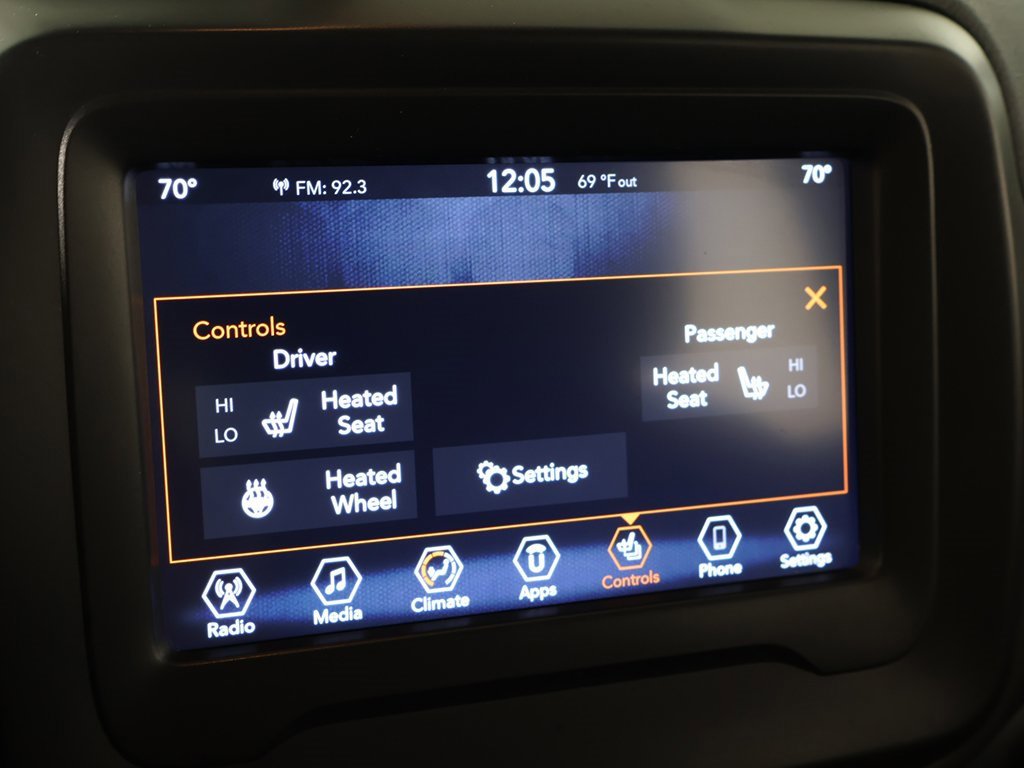 70° FM: 92.3 12:05 69 °F out 70°
Controls
Driver
Passenger
HI
LO
Heated
Seat
Heated
Seat
HI
LO
Heated
Wheel
Settings
Radio
Media
Climate
Apps
Controls
Phone
Settings